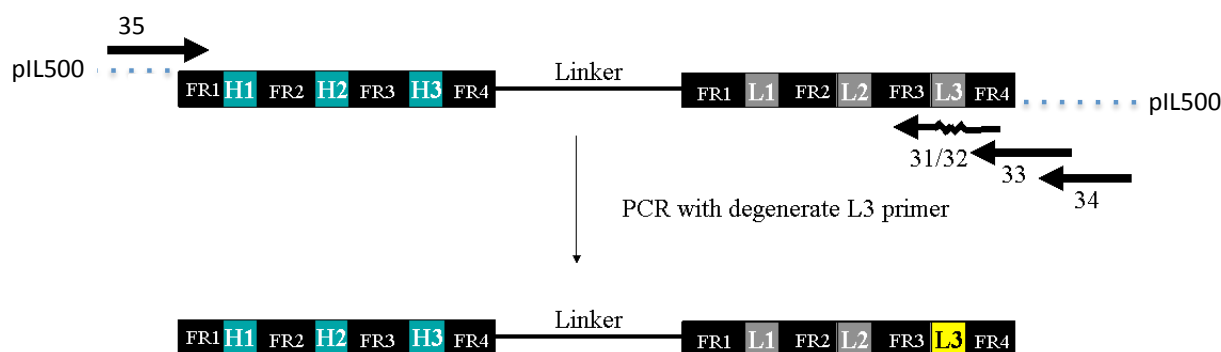 35
pIL500
FR1 H1 FR2 H2 FR3 H3 FR4 Linker FR1 L1 FR2 L2 FR3 L3 FR4
pIL500
31/32
33
34
PCR with degenerate L3 primer
FR1 H1 FR2 H2 FR3 H3 FR4 Linker FR1 L1 FR2 L2 FR3 L3 FR4